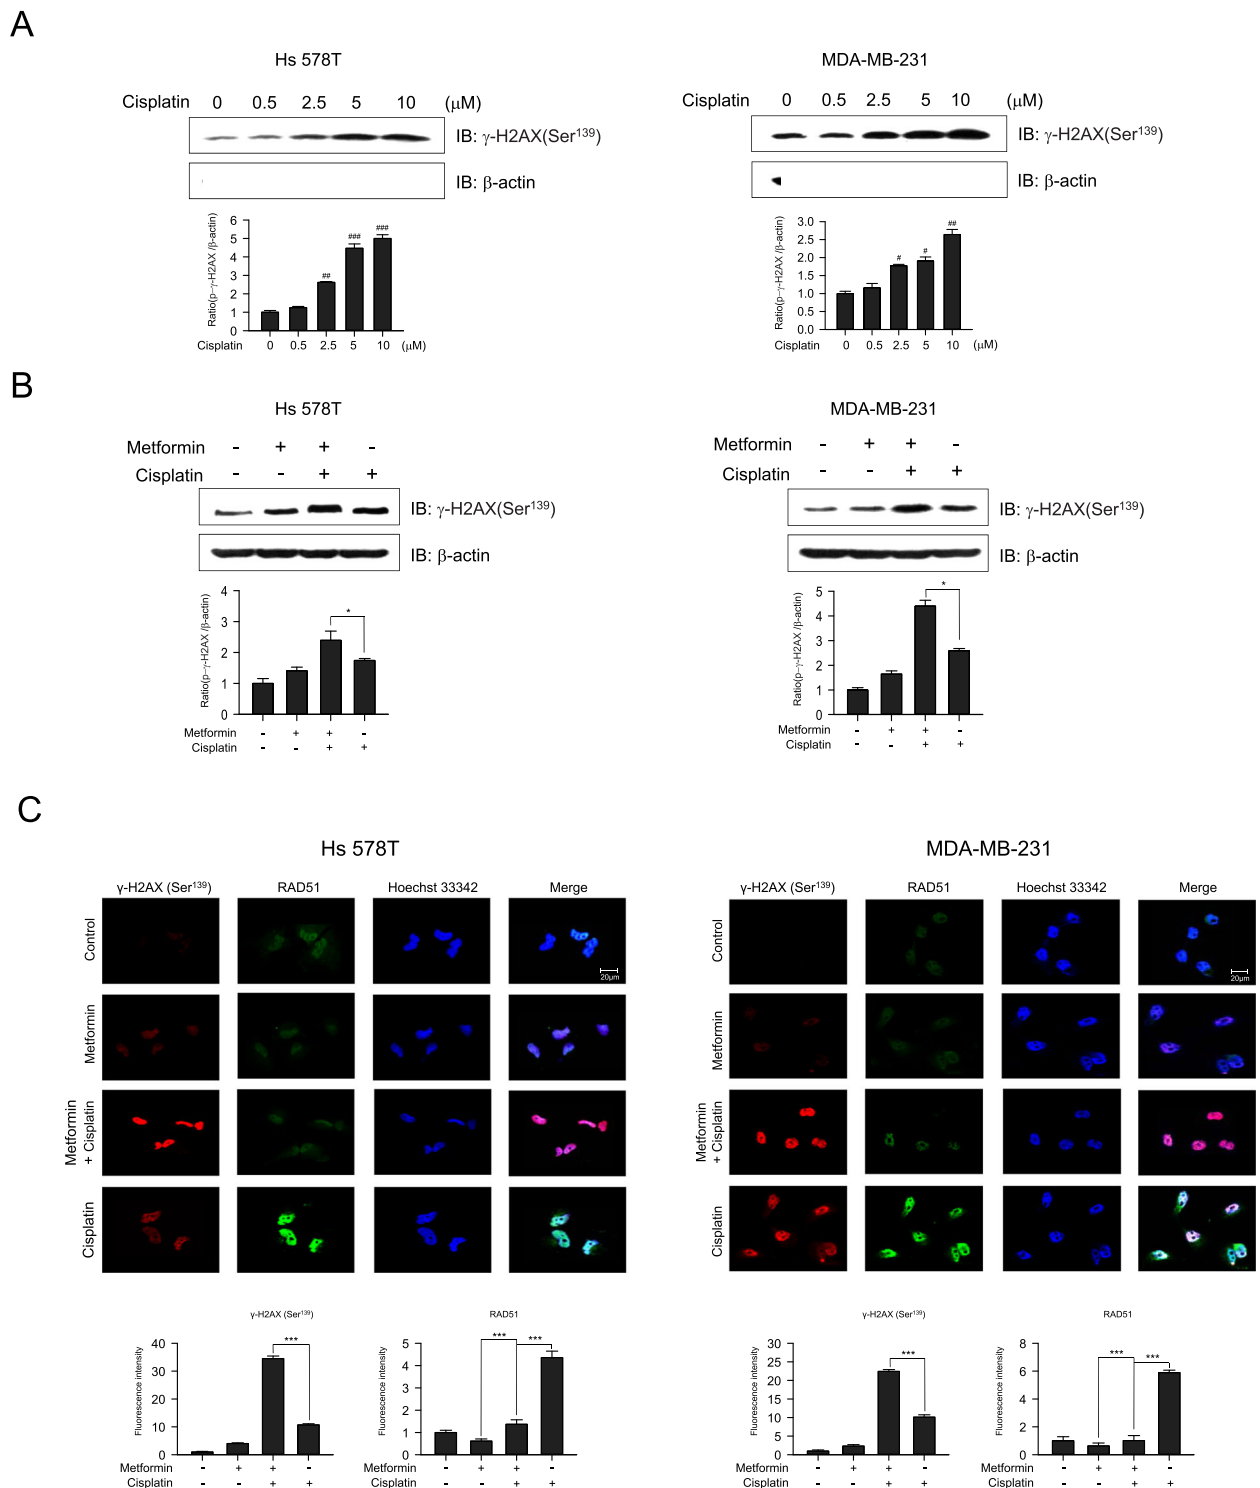 A
Hs 578T
Cisplatin 0 0.5 2.5 5 10 (μM)
IB: γ-H2AX(Ser139)
IB: β-actin
Ratio(p-γ-H2AX /β-actin)
6
5
4
3
2
1
0
## ### ###
Cisplatin 0 0.5 2.5 5 10 (μM)
MDA-MB-231
Cisplatin 0 0.5 2.5 5 10 (μM)
IB: γ-H2AX(Ser139)
IB: β-actin
Ratio(p-γ-H2AX /β-actin)
3.0
2.5
2.0
1.5
1.0
0.5
0.0
# # ##
Cisplatin 0 0.5 2.5 5 10 (μM)
B
Hs 578T
Metformin - + + -
Cisplatin - - + +
IB: γ-H2AX(Ser139)
IB: β-actin
Ratio(p-γ-H2AX /β-actin)
4
3
2
1
0
*
Metformin - + + -
Cisplatin - - + +
MDA-MB-231
Metformin - + + -
Cisplatin - - + +
IB: γ-H2AX(Ser139)
IB: β-actin
Ratio(p-γ-H2AX /β-actin)
5
4
3
2
1
0
*
Metformin - + + -
Cisplatin - - + +
C
Hs 578T
γ-H2AX (Ser139) RAD51 Hoechst 33342 Merge
Control
20μm
Metformin
Metformin
+ Cisplatin
Cisplatin
MDA-MB-231
γ-H2AX (Ser139) RAD51 Hoechst 33342 Merge
Control
20μm
Metformin
Metformin
+ Cisplatin
Cisplatin
γ-H2AX (Ser139)
Fluorescence intensity
40
30
20
10
0
***
Metformin - + + -
Cisplatin - - + +
RAD51
Fluorescence intensity
5
4
3
2
1
0
*** ***
- + + -
- - + +
γ-H2AX (Ser139)
Fluorescence intensity
30
25
20
15
10
5
0
***
Metformin - + + -
Cisplatin - - + +
RAD51
Fluorescence intensity
8
6
4
2
0
*** ***
- + + -
- - + +